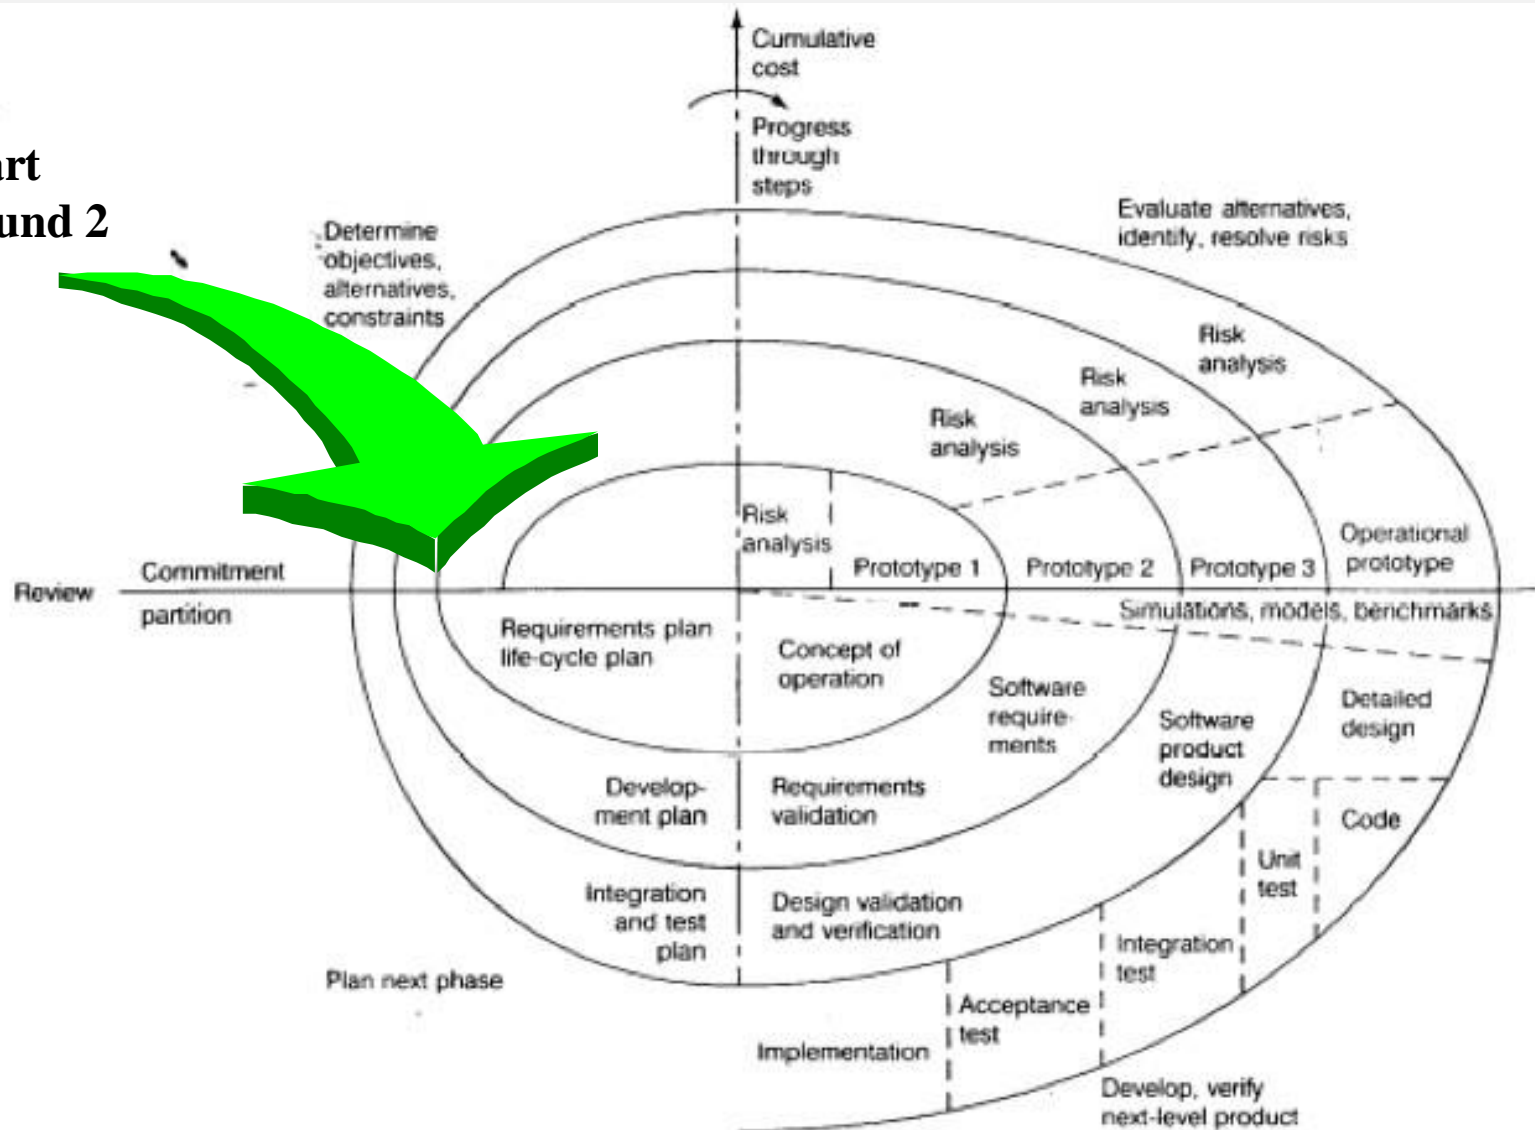 Cumulative
cost
Progress
through
steps
art
und 2
Determine
objectives,
alternatives,
constraints
Evaluate alternatives,
identify, resolve risks
Risk
analysis
Risk
analysis
Risk
analysis
Risk
analysis
Prototype 1
Prototype 2
Prototype 3
Operational
prototype
Review
Commitment
partition
Simulations, models, benchmarks
Requirements plan
life-cycle plan
Concept of
operation
Software
require-
ments
Software
product
design
Detailed
design
Develop-
ment plan
Requirements
validation
Code
Unit
test
Integration
and test
plan
Design validation
and verification
Integration
test
Plan next phase
Acceptance
test
Implementation
Develop, verify
next-level product